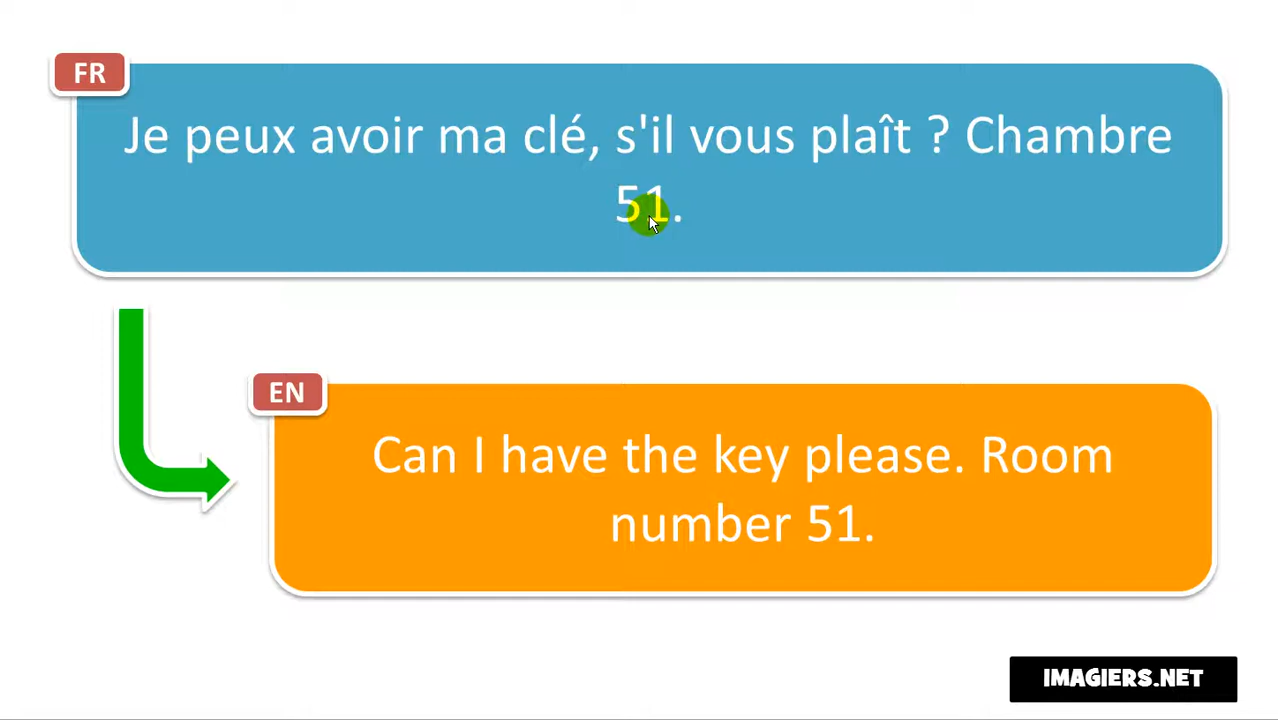 FR
Je peux avoir ma clé, s'il vous plaît ? Chambre
51.
EN
Can I have the key please. Room
number 51.
IMAGIERS.NET